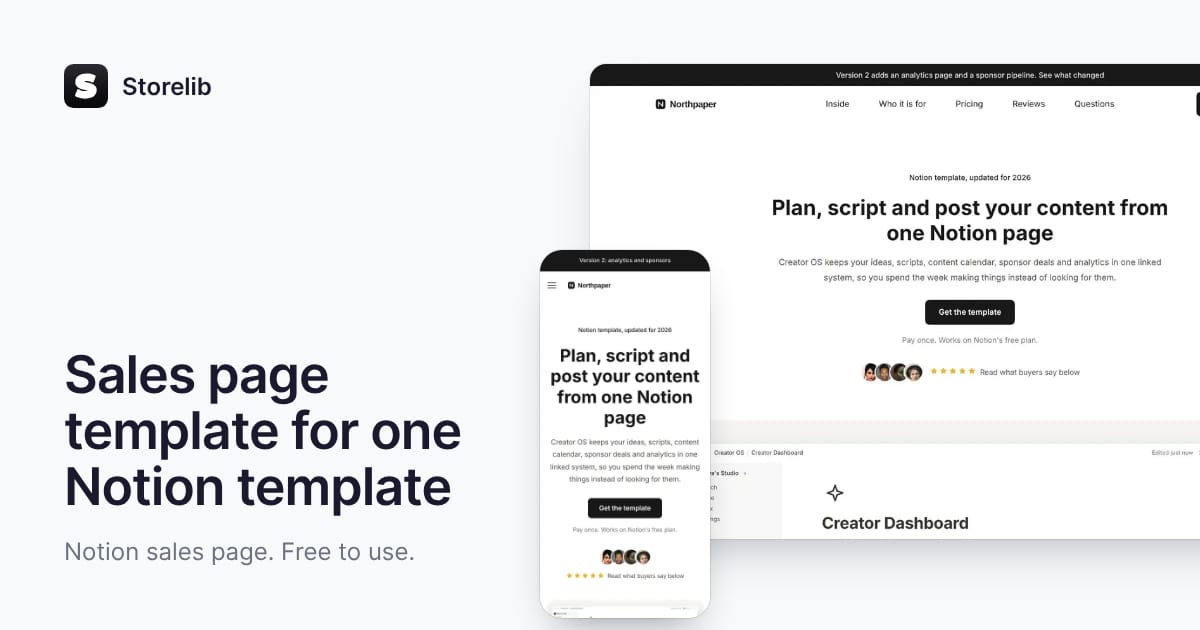 Storelib
Sales page
template for one
Notion template
Notion sales page. Free to use.
Version 2 adds an analytics page and a sponsor pipeline. See what changed
Northpaper
Inside
Who it is for
Pricing
Reviews
Questions
Notion template, updated for 2026
Plan, script and post your content from
one Notion page
Creator OS keeps your ideas, scripts, content calendar, sponsor deals and analytics in one linked
system, so you spend the week making things instead of looking for them.
Get the template
Pay once. Works on Notion's free plan.
Read what buyers say below
Creator OS / Creator Dashboard
Edited just now
's Studio
Creator Dashboard
Version 2: analytics and sponsors
Northpaper
Notion template, updated for 2026
Plan, script and
post your content
from one Notion
page
Creator OS keeps your ideas, scripts, content
calendar, sponsor deals and analytics in one
linked system, so you spend the week making
things instead of looking for them.
Get the template
Pay once. Works on Notion's free plan.
Read what buyers say below